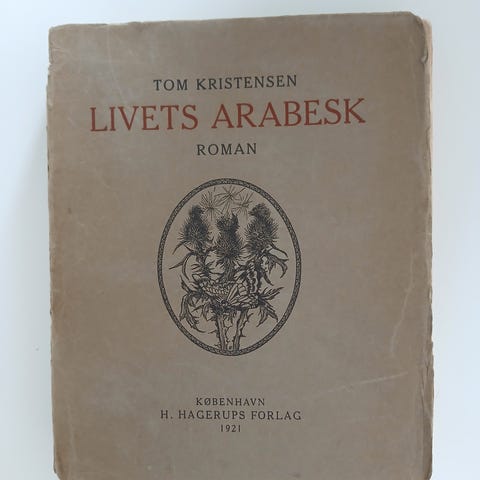 TOM KRISTENSEN
LIVETS ARABESK
ROMAN
KØBENHAVN
H. HAGERUPS FORLAG
1921